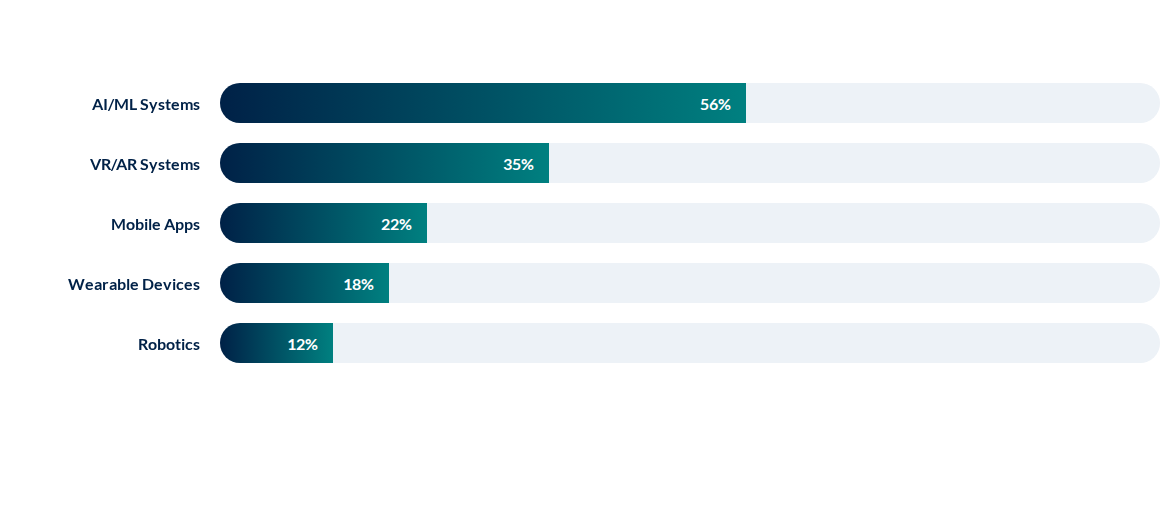 AI/ML Systems 56%
VR/AR Systems 35%
Mobile Apps 22%
Wearable Devices 18%
Robotics 12%